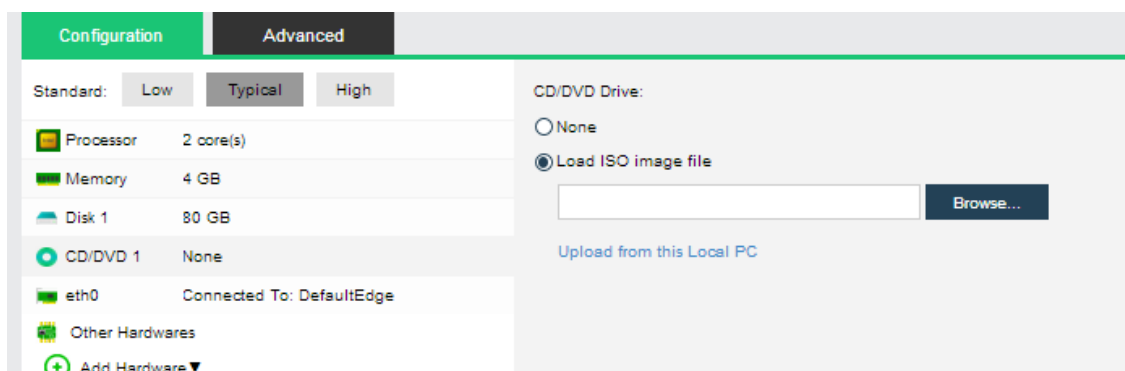 Configuration Advanced
Standard: Low Typical High
Processor 2 core(s)
Memory 4 GB
Disk 1 80 GB
CD/DVD 1 None
eth0 Connected To: DefaultEdge
Other Hardwares
Add Hardware▼
CD/DVD Drive:
None
Load ISO image file
Browse...
Upload from this Local PC